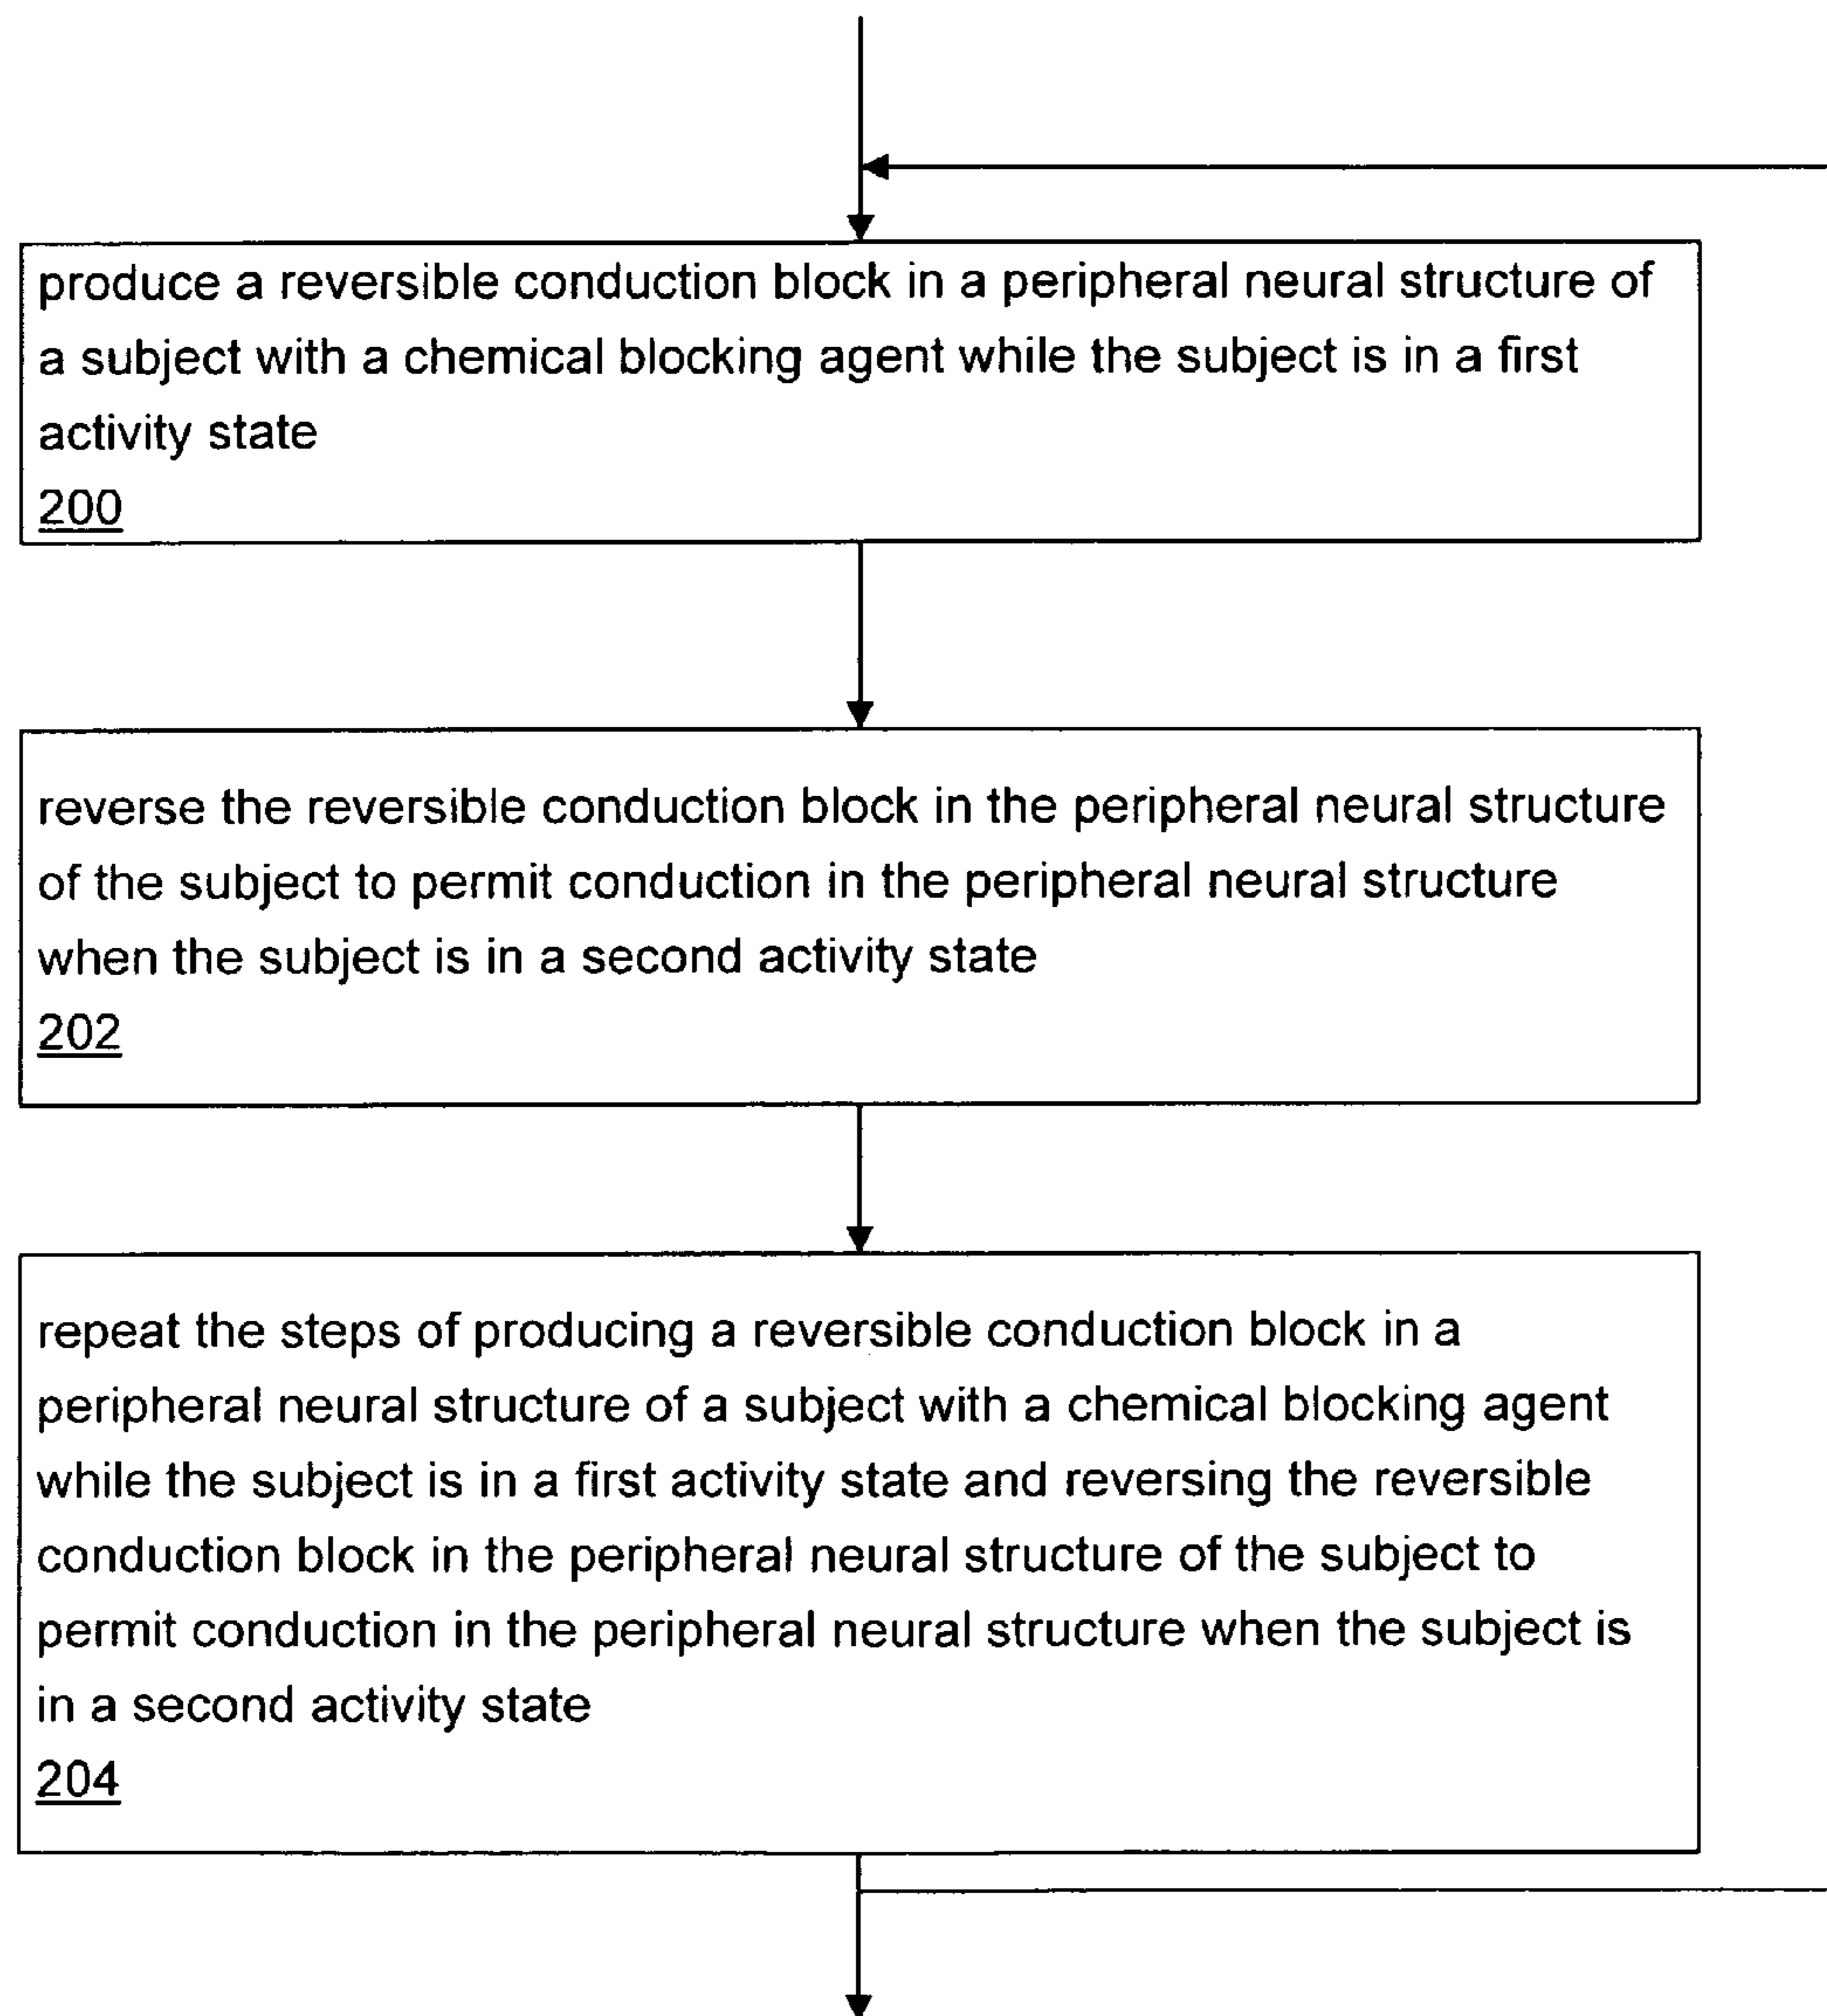 produce a reversible conduction block in a peripheral neural structure of
a subject with a chemical blocking agent while the subject is in a first
activity state
200
reverse the reversible conduction block in the peripheral neural structure
of the subject to permit conduction in the peripheral neural structure
when the subject is in a second activity state
202
repeat the steps of producing a reversible conduction block in a
peripheral neural structure of a subject with a chemical blocking agent
while the subject is in a first activity state and reversing the reversible
conduction block in the peripheral neural structure of the subject to
permit conduction in the peripheral neural structure when the subject is
in a second activity state
204